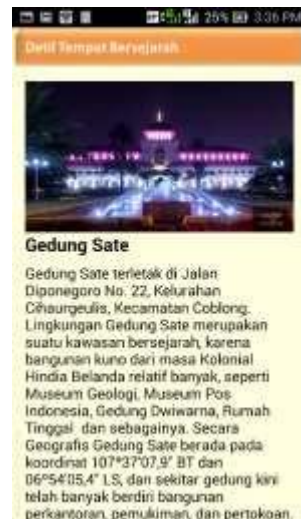 25% 3:36 PM
Detil Tempat Bersejarah
Gedung Sate
Gedung Sate terletak di Jalan
Diponegoro No. 22, Kelurahan
Cihaurgeulis, Kecamatan Coblong.
Lingkungan Gedung Sate merupakan
suatu kawasan bersejarah, karena
bangunan kuno dari masa Kolonial
Hindia Belanda relatif banyak, seperti
Museum Geologi, Museum Pos
Indonesia, Gedung Dwiwarna, Rumah
Tinggal dan sebagainya. Secara
Geografis Gedung Sate berada pada
koordinat 107°37'07,9" BT dan
06°54'05,4" LS, dan sekitar gedung kini
telah banyak berdiri bangunan
perkantoran, pemukiman, dan pertokoan.